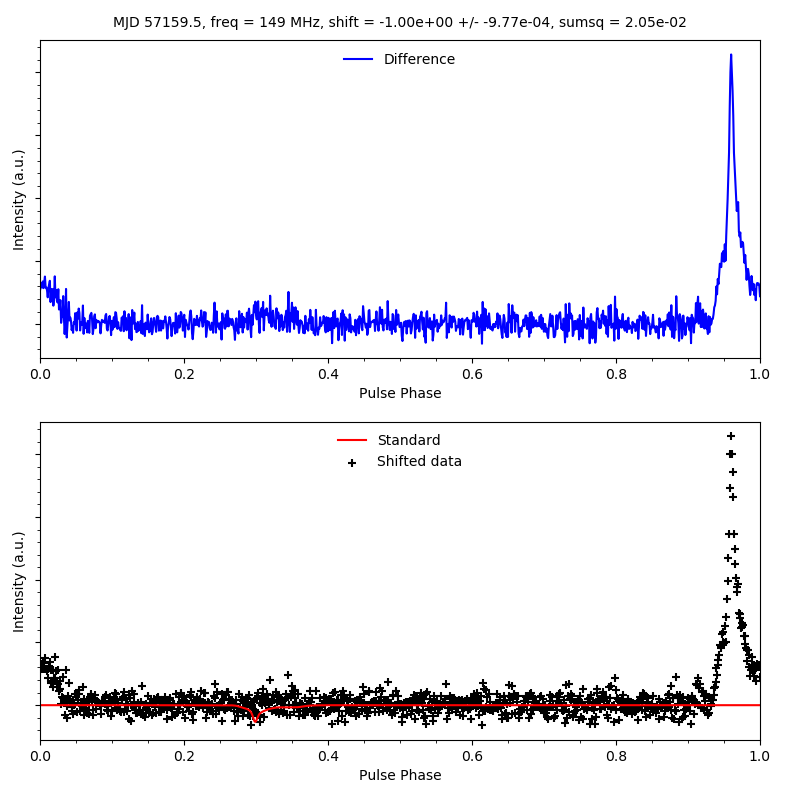 MJD 57159.5, freq = 149 MHz, shift = -1.00e+00 +/- -9.77e-04, sumsq = 2.05e-02
Difference
Intensity (a.u.)
0.0 0.2 0.4 0.6 0.8 1.0
Pulse Phase
Standard
Shifted data
Intensity (a.u.)
0.0 0.2 0.4 0.6 0.8 1.0
Pulse Phase